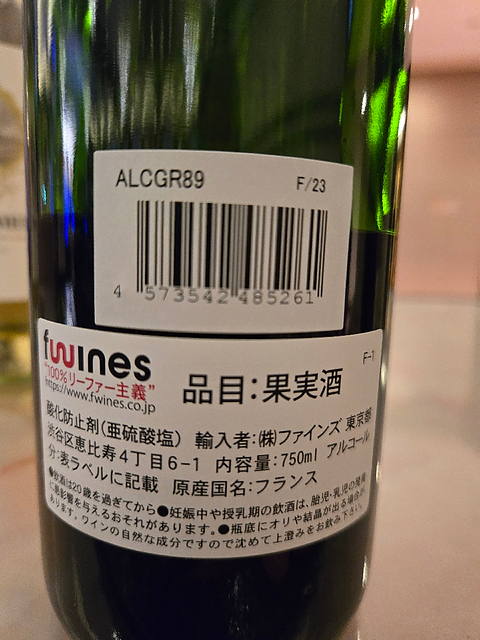 ALCGR89 F/23
4 573542 485261
fwines
"100%リーファー主義"
https://www.fwines.co.jp
F-1
品目:果実酒
酸化防止剤(亜硫酸塩) 輸入者:㈱ファインズ 東京都
渋谷区恵比寿4丁目6-1 内容量:750ml アルコール
分:表ラベルに記載 原産国名:フランス
●飲酒は20歳を過ぎてから●妊娠中や授乳期の飲酒は、胎児・乳児の発育
に悪影響を与えるおそれがあります。●瓶底にオリや結晶が出る場合が
あります。ワインの自然な成分ですので沈めて上澄みをお飲み下さい。